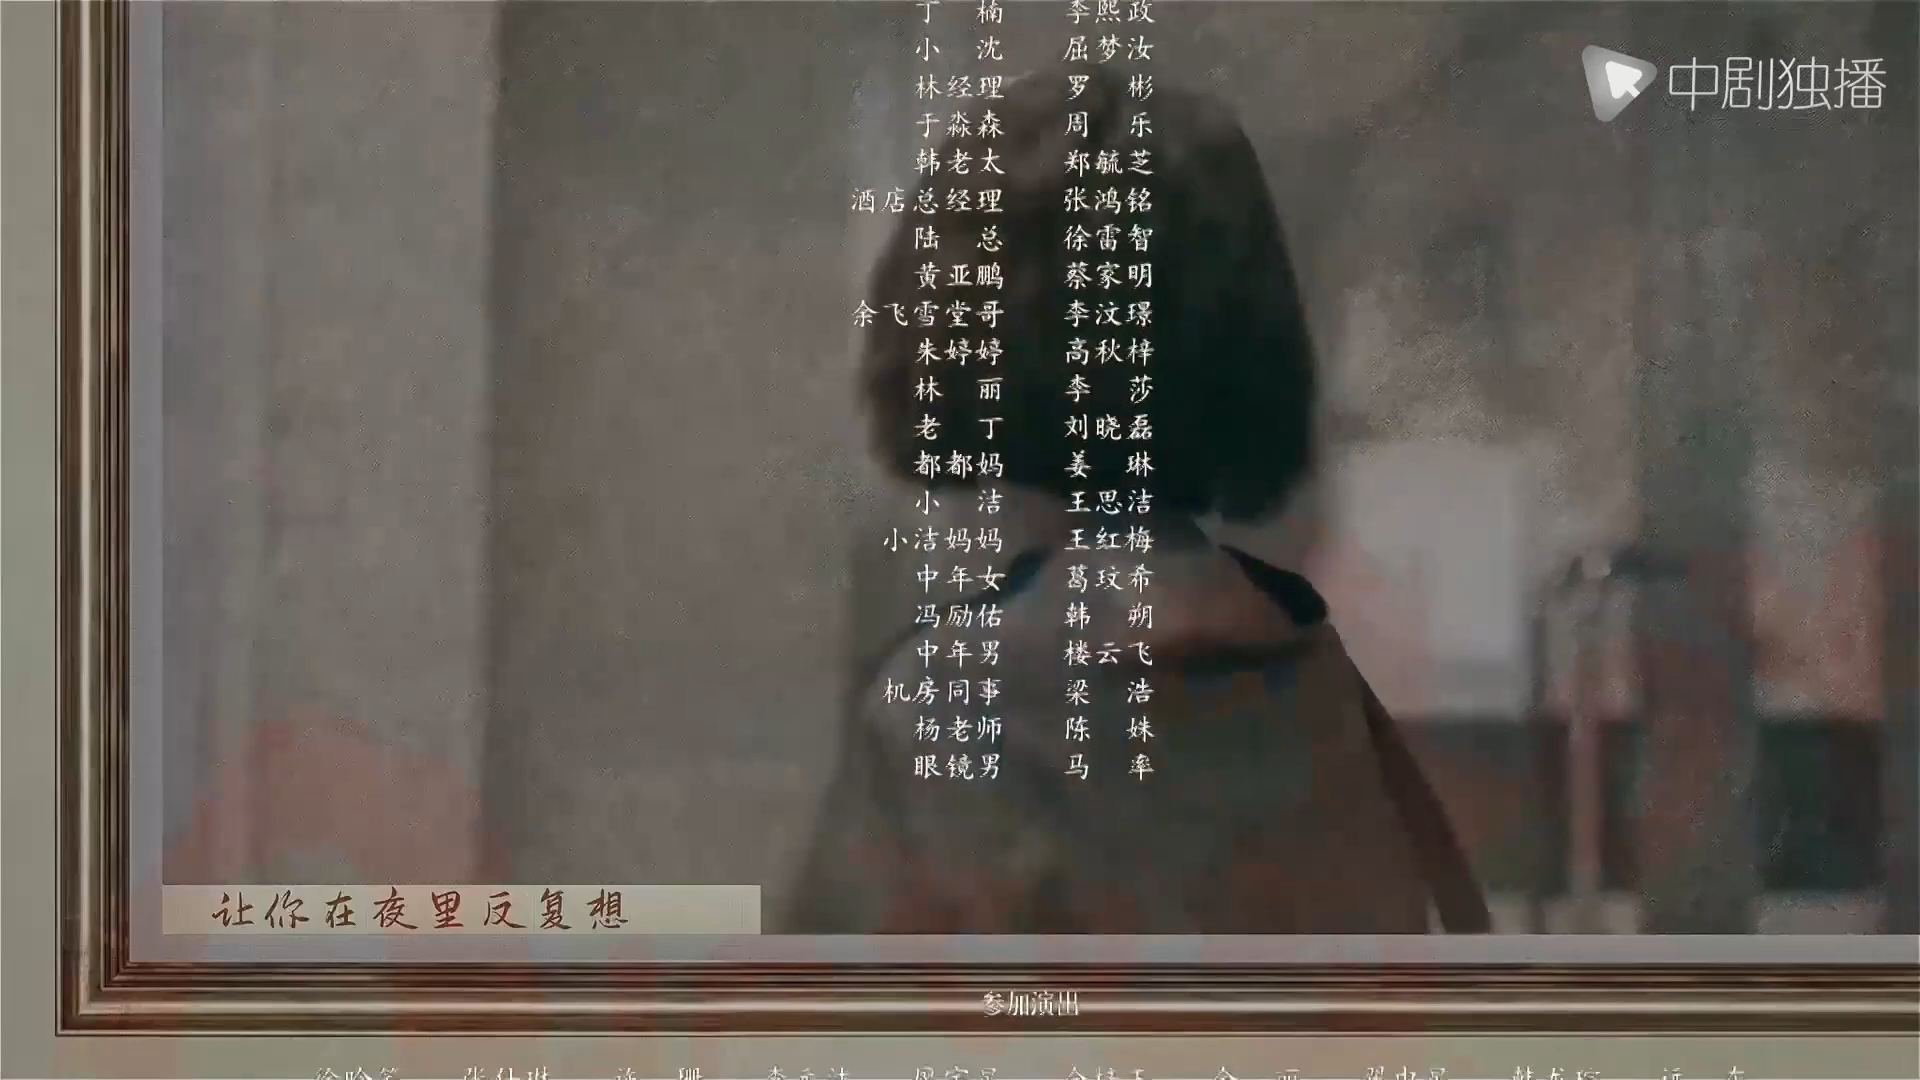 丁楠 李熙政
中剧独播
小沈 屈梦汝
林经理 罗彬
于淼森 周乐
韩老太 郑毓芝
酒店总经理 张鸿铭
陆总 徐雷智
黄亚鹏 蔡家明
余飞雪堂哥 李汶璟
朱婷婷 高秋梓
林丽 李莎
老丁 刘晓磊
都都妈 姜琳
小洁 王思洁
小洁妈妈 王红梅
中年女 葛玟希
冯励佑 韩朔
中年男 楼云飞
机房同事 梁浩
杨老师 陈姝
眼镜男 马率
让你在夜里反复想
参加演出